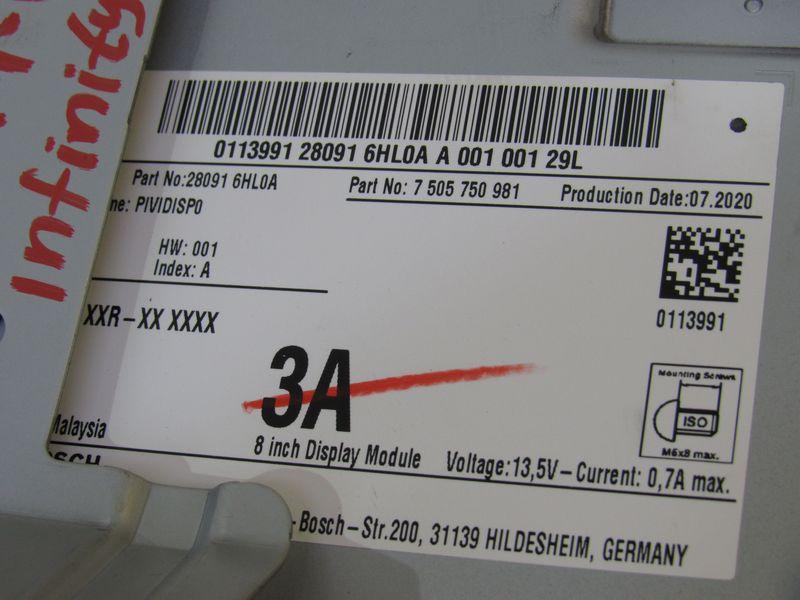 Infinity
0113991 28091 6HL0A A 001 001 29L
Part No:28091 6HL0A
Part No: 7 505 750 981
Production Date:07.2020
ne: PIVIDISP0
HW: 001
Index: A
0113991
XXR-XX XXXX
3A
Mounting Screws
ISO
M5x8 max.
Malaysia
8 inch Display Module
Voltage:13,5V-Current: 0,7A max.
OSCH
-Bosch-Str.200, 31139 HILDESHEIM, GERMANY